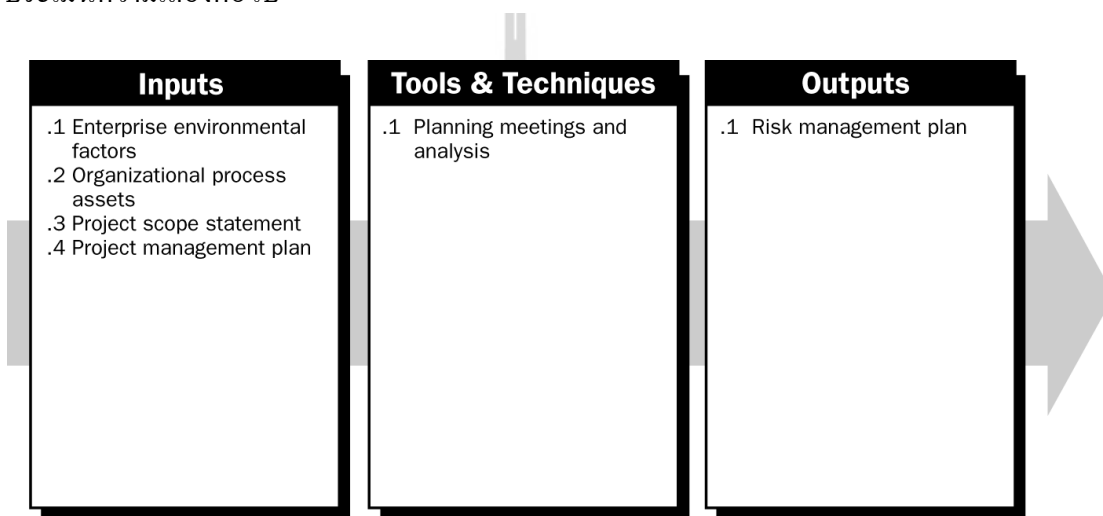 Inputs
.1 Enterprise environmental
factors
.2 Organizational process
assets
.3 Project scope statement
.4 Project management plan
Tools & Techniques
.1 Planning meetings and
analysis
Outputs
.1 Risk management plan